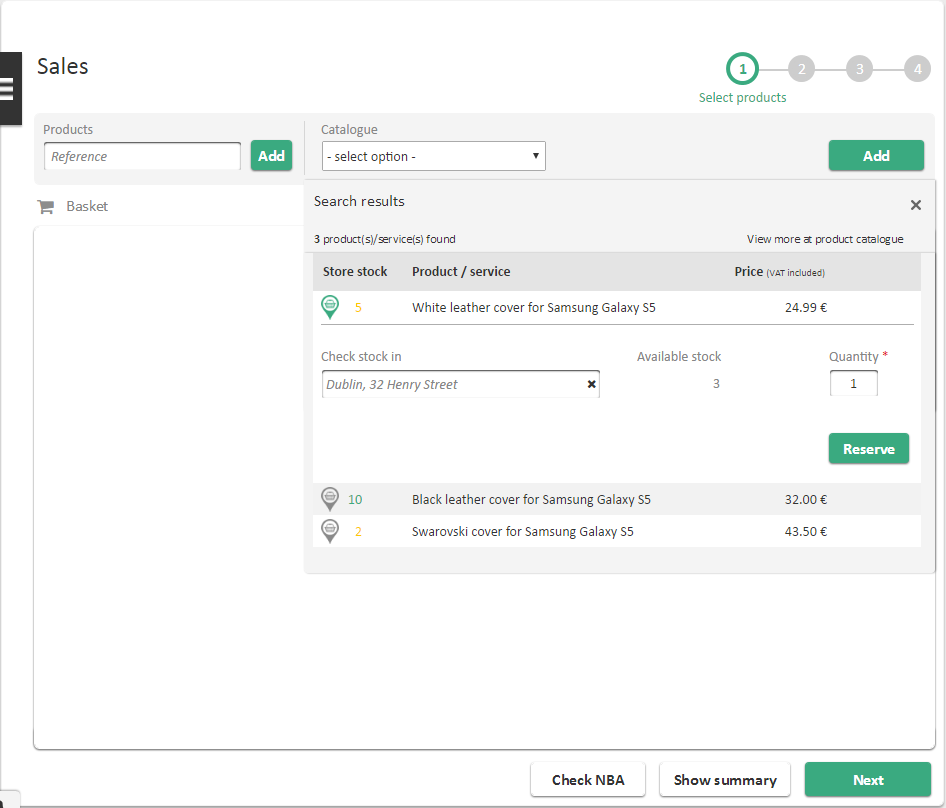 Sales
1 2 3 4
Select products
Products
Reference
Add
Catalogue
- select option -
Add
Basket
Search results
3 product(s)/service(s) found
View more at product catalogue
Store stock Product / service Price (VAT included)
5 White leather cover for Samsung Galaxy S5 24.99 €
Check stock in Available stock Quantity *
Dublin, 32 Henry Street 3 1
Reserve
10 Black leather cover for Samsung Galaxy S5 32.00 €
2 Swarovski cover for Samsung Galaxy S5 43.50 €
Check NBA Show summary Next